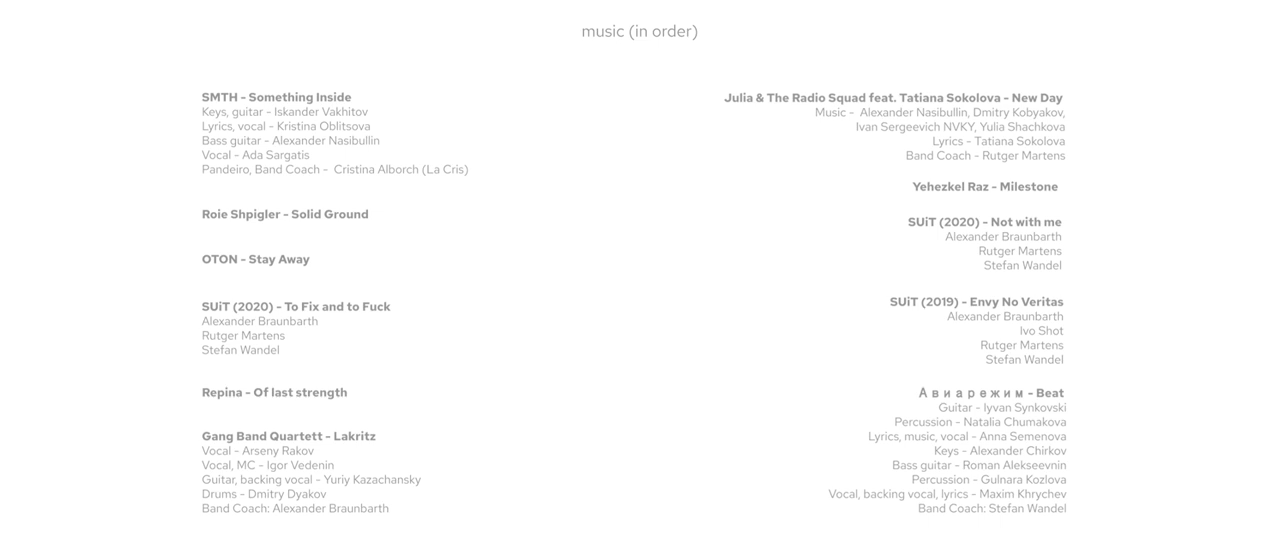 music (in order)
SMTH - Something Inside
Keys, guitar - Iskander Vakhitov
Lyrics, vocal - Kristina Oblitsova
Bass guitar - Alexander Nasibullin
Vocal - Ada Sargatis
Pandeiro, Band Coach - Cristina Alborch (La Cris)
Roie Shpigler - Solid Ground
OTON - Stay Away
SUiT (2020) - To Fix and to Fuck
Alexander Braunbarth
Rutger Martens
Stefan Wandel
Repina - Of last strength
Gang Band Quartett - Lakritz
Vocal - Arseny Rakov
Vocal, MC - Igor Vedenin
Guitar, backing vocal - Yuriy Kazachansky
Drums - Dmitry Dyakov
Band Coach: Alexander Braunbarth
Julia & The Radio Squad feat. Tatiana Sokolova - New Day
Music - Alexander Nasibullin, Dmitry Kobyakov,
Ivan Sergeevich NVKY, Yulia Shachkova
Lyrics - Tatiana Sokolova
Band Coach - Rutger Martens
Yehezkel Raz - Milestone
SUiT (2020) - Not with me
Alexander Braunbarth
Rutger Martens
Stefan Wandel
SUiT (2019) - Envy No Veritas
Alexander Braunbarth
Ivo Shot
Rutger Martens
Stefan Wandel
Авиарежим - Beat
Guitar - Iyvan Synkovski
Percussion - Natalia Chumakova
Lyrics, music, vocal - Anna Semenova
Keys - Alexander Chirkov
Bass guitar - Roman Alekseevnin
Percussion - Gulnara Kozlova
Vocal, backing vocal, lyrics - Maxim Khrychev
Band Coach: Stefan Wandel